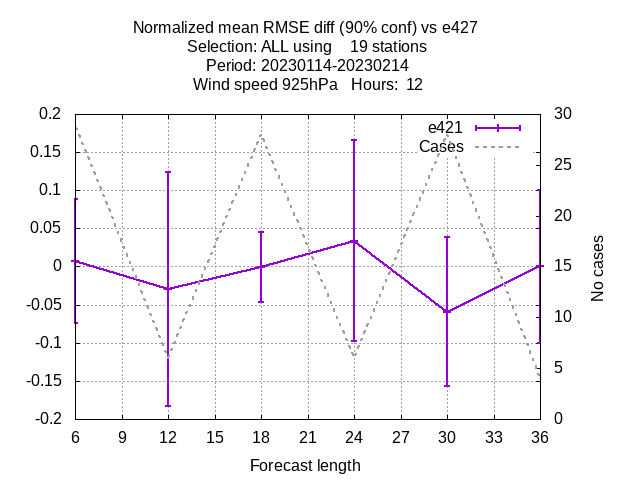 Normalized mean RMSE diff (90% conf) vs e427
Selection: ALL using    19 stations
Period: 20230114-20230214
Wind speed 925hPa   Hours:  12
0.2
0.15
0.1
0.05
0
-0.05
-0.1
-0.15
-0.2
30
25
20
15
10
5
0
e421
Cases
No cases
6 9 12 15 18 21 24 27 30 33 36
Forecast length